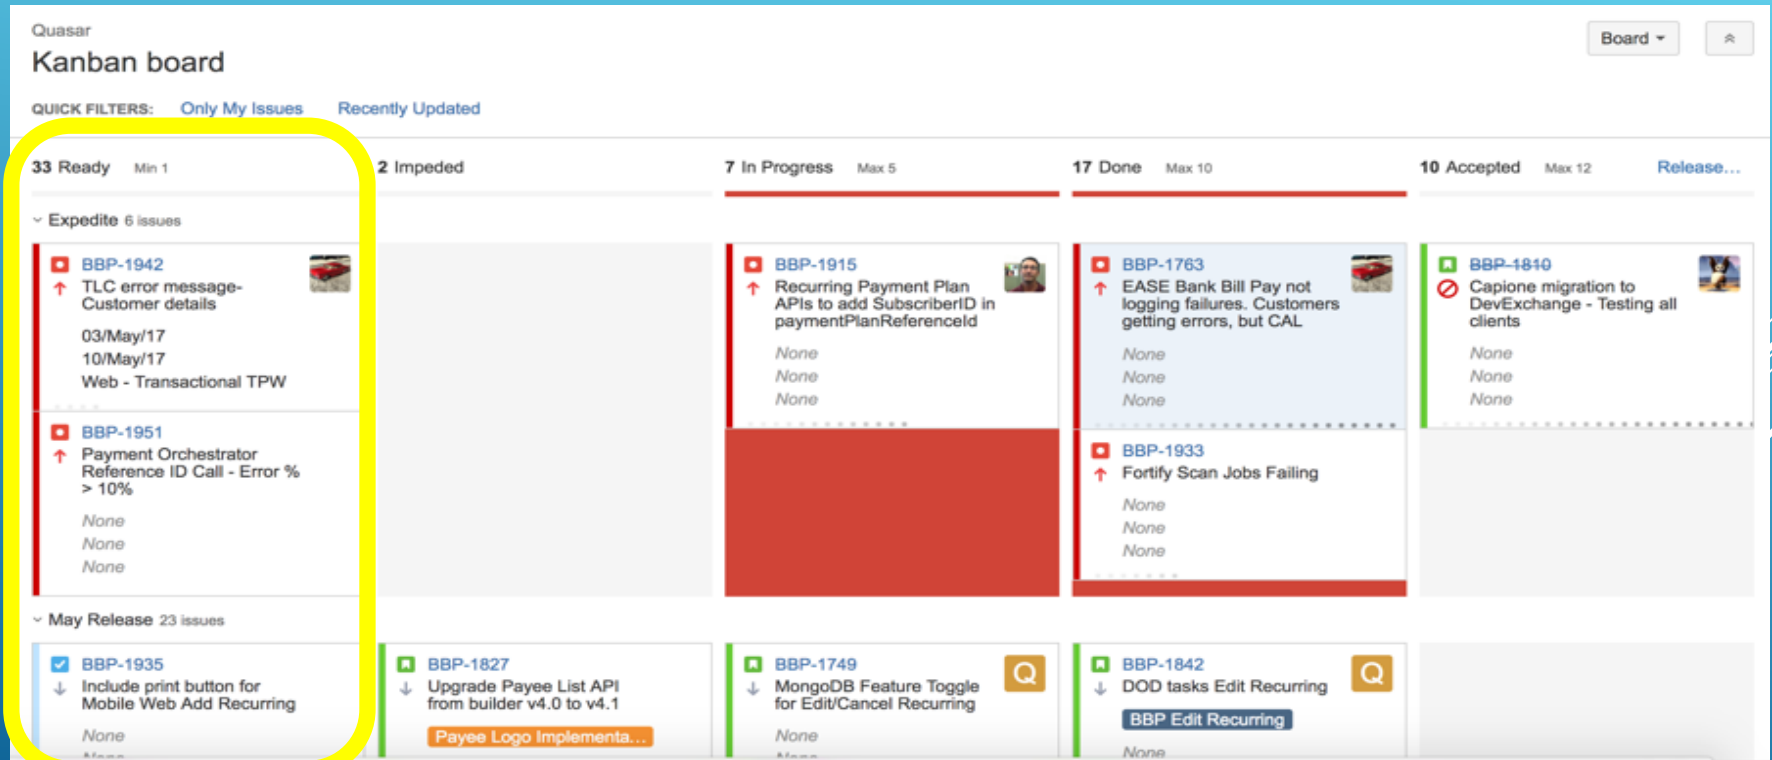 Quasar
Kanban board
Board
QUICK FILTERS: Only My Issues Recently Updated
33 Ready Min 1
2 Impeded
7 In Progress Max 5
17 Done Max 10
10 Accepted Max 12 Release...
Expedite 6 issues
BBP-1942
TLC error message-
Customer details
03/May/17
10/May/17
Web - Transactional TPW
BBP-1951
Payment Orchestrator
Reference ID Call - Error %
> 10%
None
None
None
BBP-1915
Recurring Payment Plan
APIs to add SubscriberID in
paymentPlanReferenceId
None
None
None
BBP-1763
EASE Bank Bill Pay not
logging failures. Customers
getting errors, but CAL
None
None
None
BBP-1933
Fortify Scan Jobs Failing
None
None
None
BBP-1810
Capione migration to
DevExchange - Testing all
clients
None
None
None
May Release 23 issues
BBP-1935
Include print button for
Mobile Web Add Recurring
None
None
BBP-1827
Upgrade Payee List API
from builder v4.0 to v4.1
Payee Logo Implementa...
BBP-1749
MongoDB Feature Toggle
for Edit/Cancel Recurring
None
None
Q
BBP-1842
DOD tasks Edit Recurring
BBP Edit Recurring
None
Q